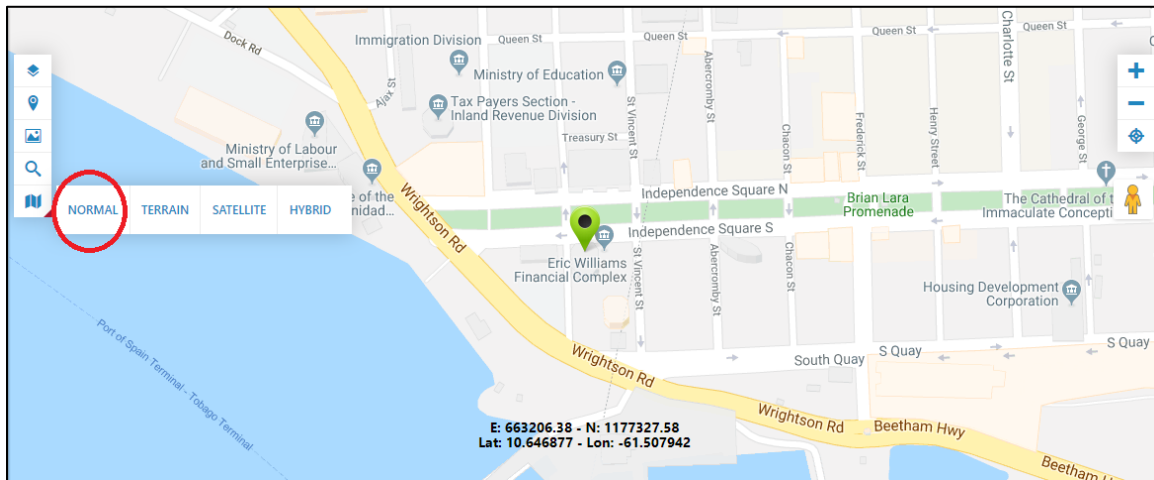 Queen St
Queen St
Queen St
Dock Rd
Immigration Division
Charlotte St
Ministry of Education
Ajax St
Abercromby St
Tax Payers Section -
Inland Revenue Division
St Vincent St
Treasury St
Chacon St
Frederick St
Henry Street
George St
Ministry of Labour
and Small Enterprise...
e of the
nidad...
Wrightson Rd
NORMAL
TERRAIN
SATELLITE
HYBRID
Independence Square N
Brian Lara
Promenade
The Cathedral of t
Immaculate Concepti
Independence Square S
Eric Williams
Financial Complex
St Vincent St
Abercromby St
Chacon St
Housing Development
Corporation
Port of Spain Terminal - Tobago Terminal
Wrightson Rd
South Quay
S Quay
S Quay
Wrightson Rd
Beetham Hwy
E: 663206.38 - N: 1177327.58
Lat: 10.646877 - Lon: -61.507942
Beetham H